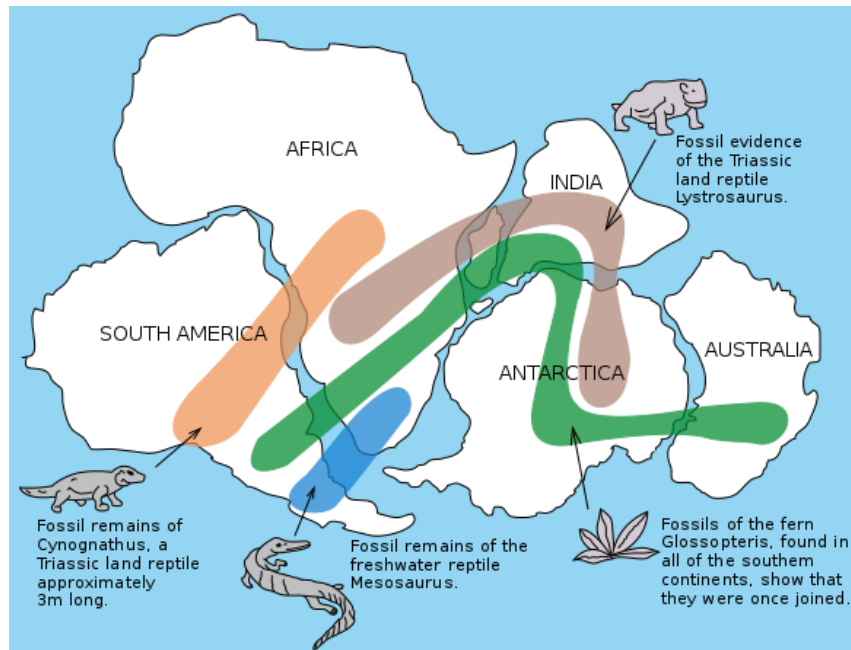 AFRICA
INDIA
Fossil evidence
of the Triassic
land reptile
Lystrosaurus.
SOUTH AMERICA
ANTARCTICA
AUSTRALIA
Fossil remains of
Cynognathus, a
Triassic land reptile
approximately
3m long.
Fossil remains of the
freshwater reptile
Mesosaurus.
Fossils of the fern
Glossopteris, found in
all of the southern
continents, show that
they were once joined.